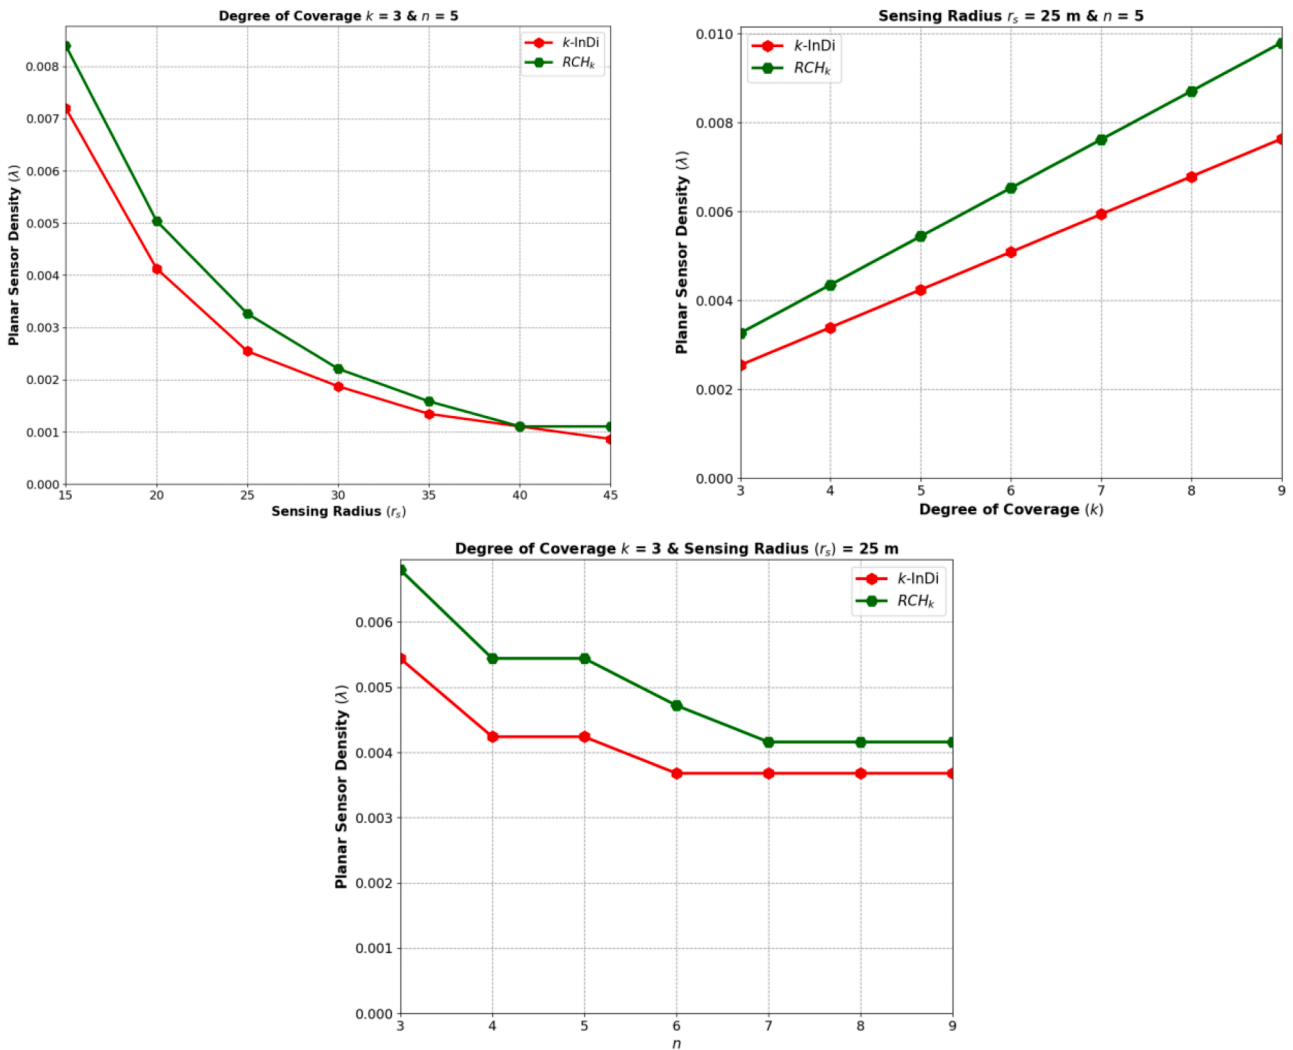 Degree of Coverage k = 3 & n = 5
k-InDi
RCHk
0.008
0.007
0.006
0.005
0.004
0.003
0.002
0.001
0.000
Planar Sensor Density (λ)
15 20 25 30 35 40 45
Sensing Radius (rs)
Sensing Radius rs = 25 m & n = 5
k-InDi
RCHk
0.010
0.008
0.006
0.004
0.002
0.000
Planar Sensor Density (λ)
3 4 5 6 7 8 9
Degree of Coverage (k)
Degree of Coverage k = 3 & Sensing Radius (rs) = 25 m
k-InDi
RCHk
0.006
0.005
0.004
0.003
0.002
0.001
0.000
Planar Sensor Density (λ)
3 4 5 6 7 8 9
n